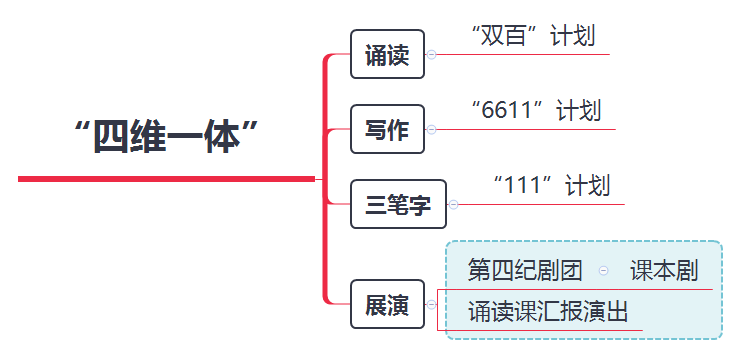 “四维一体”
诵读
“双百”计划
写作
“6611”计划
三笔字
“111”计划
展演
第四纪剧团
课本剧
诵读课汇报演出